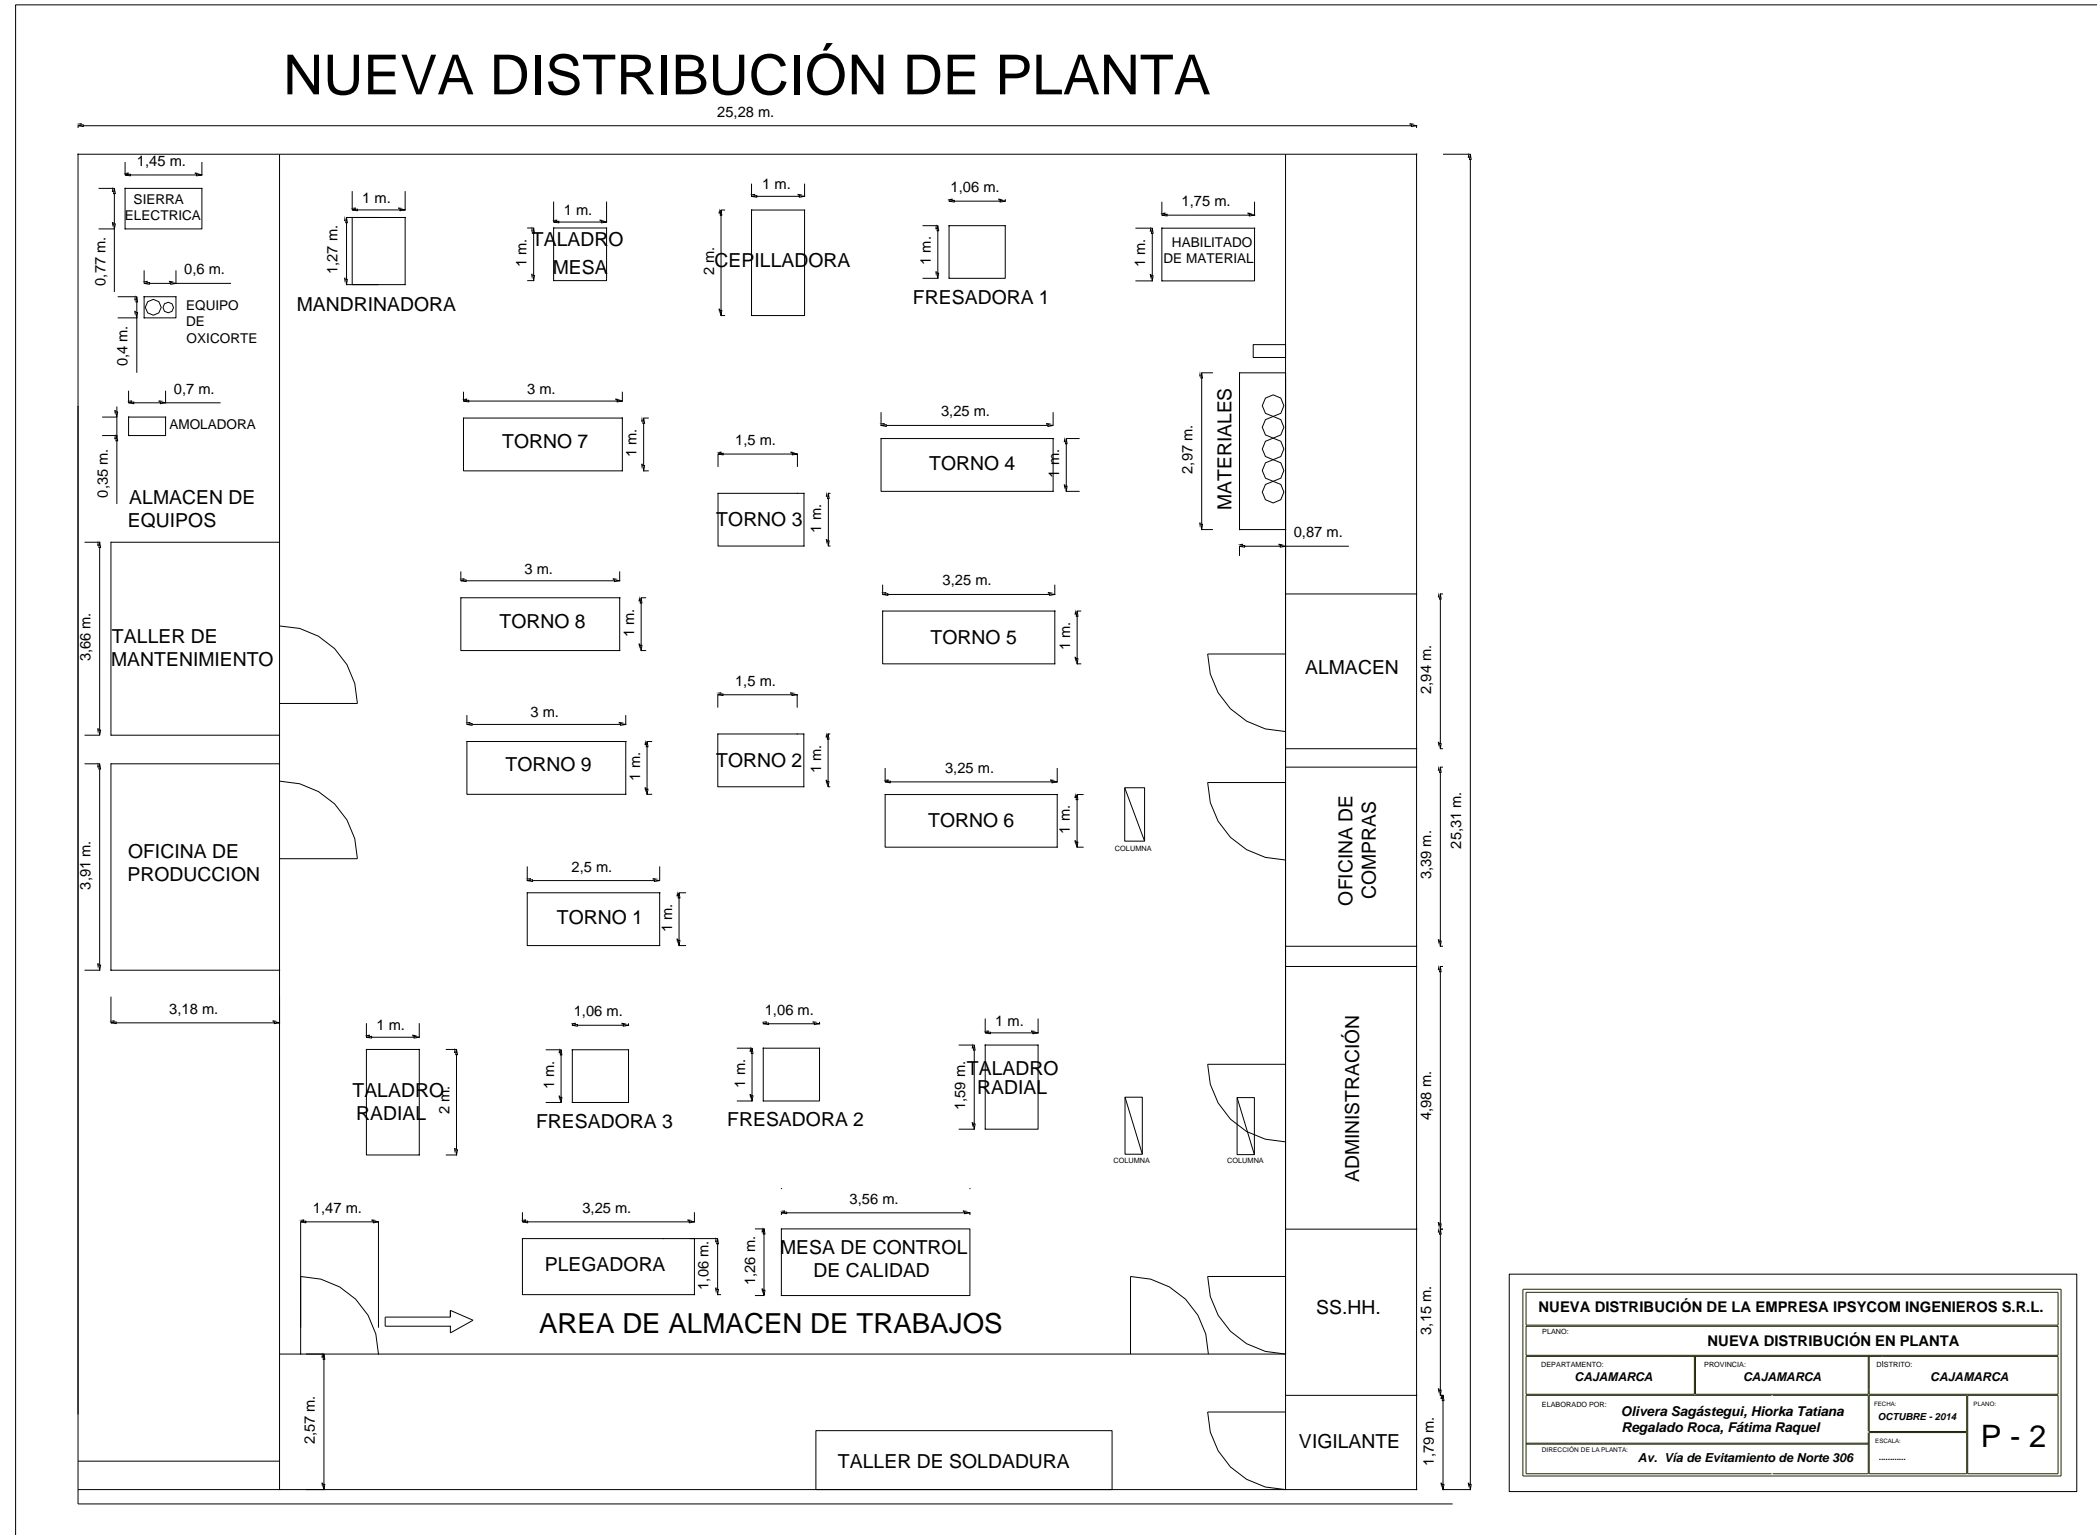 NUEVA DISTRIBUCIÓN DE PLANTA
25,28 m.
1,45 m.
SIERRA
ELECTRICA
0,77 m.
0,6 m.
EQUIPO
DE
OXICORTE
0,4 m.
0,7 m.
AMOLADORA
0,35 m.
ALMACEN DE
EQUIPOS
1 m.
1,27 m.
MANDRINADORA
1 m.
1 m.
TALADRO
MESA
1 m.
2 m.
CEPILLADORA
1,06 m.
1 m.
FRESADORA 1
1,75 m.
1 m.
HABILITADO
DE MATERIAL
3 m.
TORNO 7
1 m.
1,5 m.
TORNO 3
1 m.
3,25 m.
TORNO 4
1 m.
2,97 m.
MATERIALES
0,87 m.
3,66 m.
TALLER DE
MANTENIMIENTO
3 m.
TORNO 8
1 m.
3,25 m.
TORNO 5
1 m.
ALMACEN
2,94 m.
3 m.
TORNO 9
1 m.
1,5 m.
TORNO 2
1 m.
3,25 m.
TORNO 6
1 m.
COLUMNA
OFICINA DE
COMPRAS
3,39 m.
25,31 m.
3,91 m.
OFICINA DE
PRODUCCION
3,18 m.
2,5 m.
TORNO 1
1 m.
1 m.
TALADRO
RADIAL
2 m.
1,06 m.
1 m.
FRESADORA 3
1,06 m.
1 m.
FRESADORA 2
1 m.
1,59 m.
TALADRO
RADIAL
COLUMNA
COLUMNA
ADMINISTRACIÓN
4,98 m.
1,47 m.
3,25 m.
PLEGADORA
1,06 m.
3,56 m.
1,26 m.
MESA DE CONTROL
DE CALIDAD
AREA DE ALMACEN DE TRABAJOS
SS.HH.
3,15 m.
2,57 m.
TALLER DE SOLDADURA
VIGILANTE
1,79 m.
NUEVA DISTRIBUCIÓN DE LA EMPRESA IPSYCOM INGENIEROS S.R.L.
PLANO:
NUEVA DISTRIBUCIÓN EN PLANTA
DEPARTAMENTO:
CAJAMARCA
PROVINCIA:
CAJAMARCA
DISTRITO:
CAJAMARCA
ELABORADO POR:
Olivera Sagástegui, Hiorka Tatiana
Regalado Roca, Fátima Raquel
FECHA:
OCTUBRE - 2014
ESCALA:
------------
PLANO:
P - 2
DIRECCIÓN DE LA PLANTA:
Av. Vía de Evitamiento de Norte 306